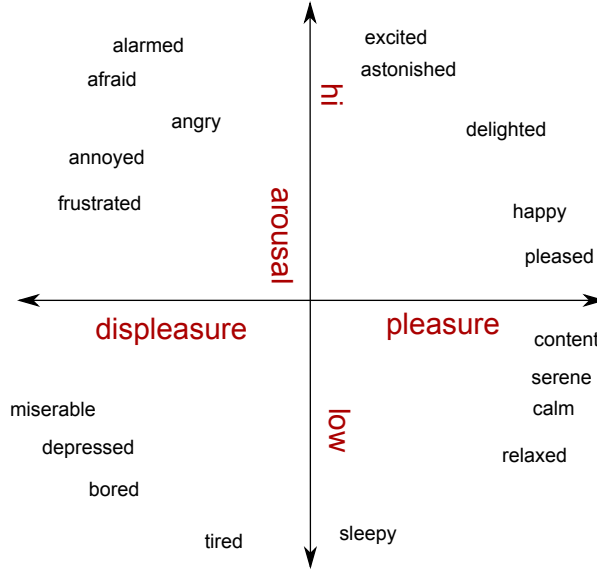 excited
alarmed
astonished
afraid
hi
angry
delighted
annoyed
frustrated
happy
arousal
pleased
displeasure
pleasure
content
serene
miserable
calm
low
depressed
relaxed
bored
sleepy
tired